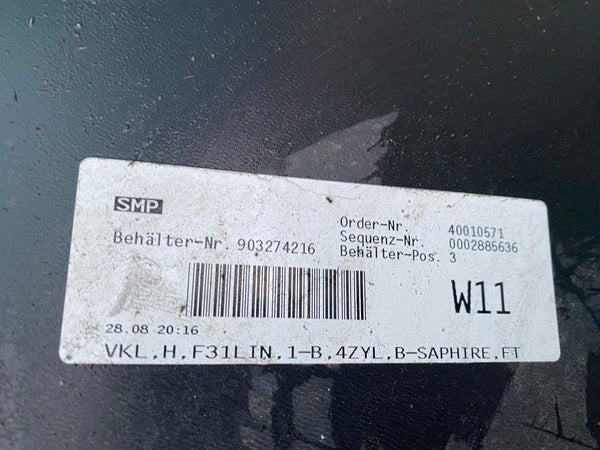 SMP
Order-Nr. 40010571
Behälter-Nr. 903274216 Sequenz-Nr. 0002885636
Behälter-Pos. 3
W11
28.08 20:16
VKL,H,F31LIN,1-B,4ZYL,B-SAPHIRE,FT